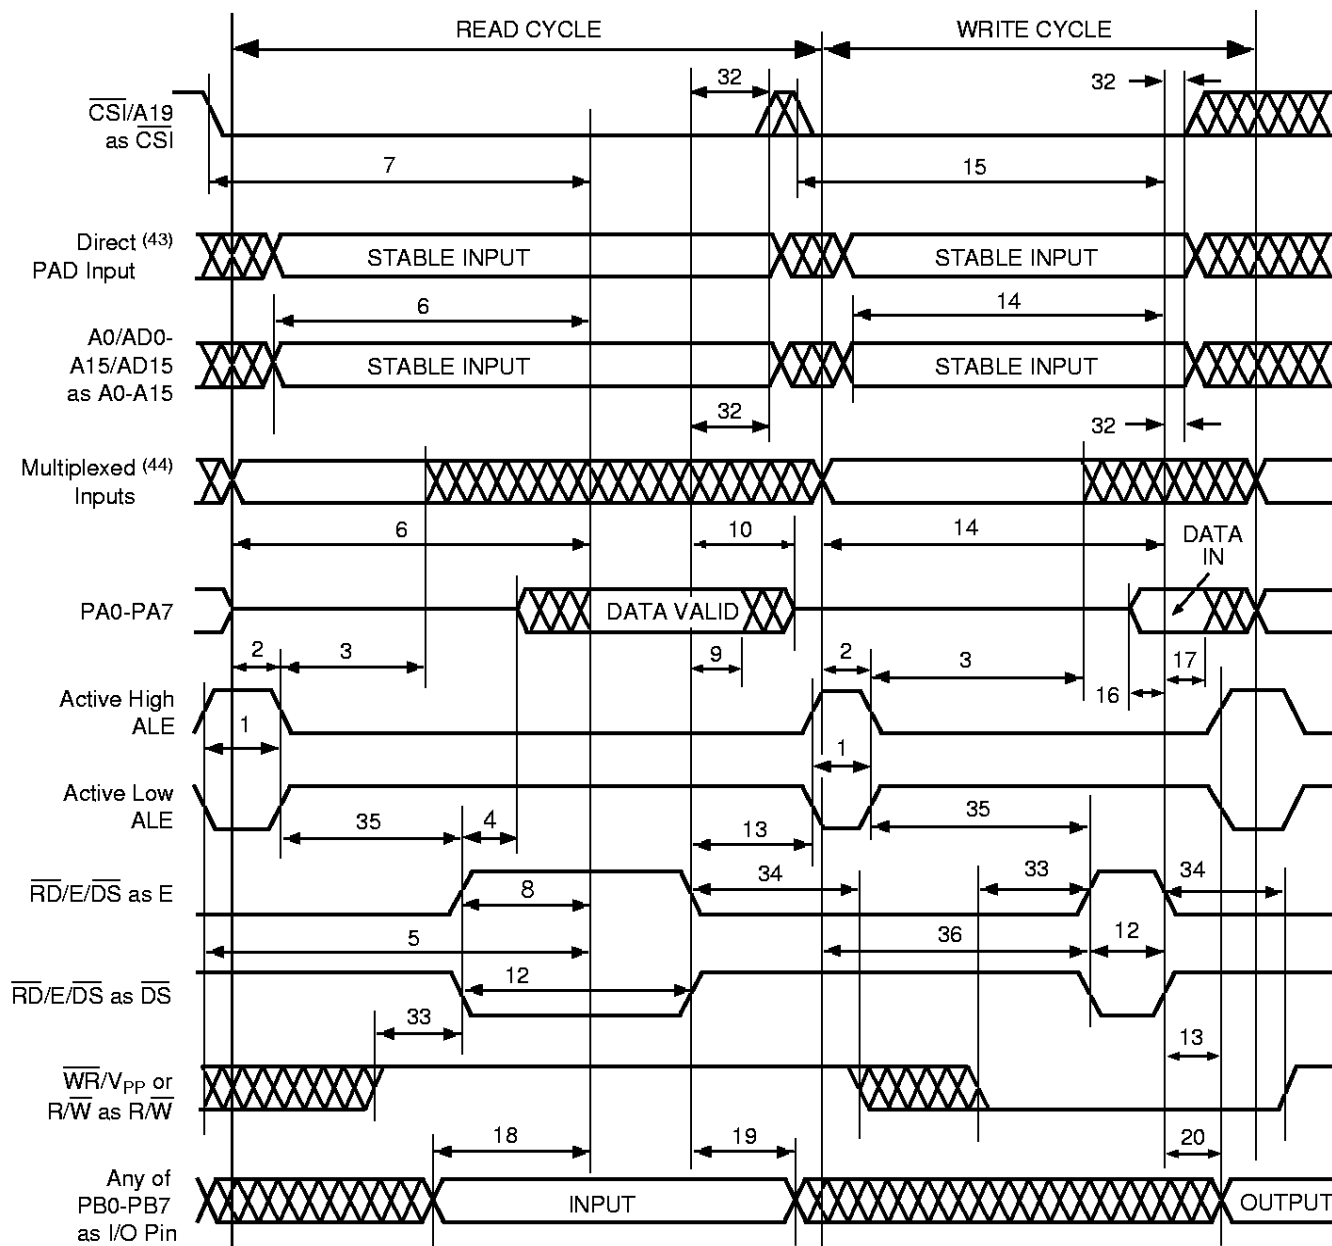 READ CYCLE
WRITE CYCLE
32
32
CSI/A19
as CSI
7
15
Direct (43)
PAD Input
STABLE INPUT
STABLE INPUT
6
14
A0/AD0-
A15/AD15
as A0-A15
STABLE INPUT
STABLE INPUT
32
32
Multiplexed (44)
Inputs
6
10
14
DATA
IN
PA0-PA7
DATA VALID
2
3
9
2
3
16
17
Active High
ALE
1
1
Active Low
ALE
35
4
13
35
RD/E/DS as E
8
34
33
34
5
36
12
RD/E/DS as DS
12
33
13
WR/VPP or
R/W as R/W
18
19
20
Any of
PB0-PB7
as I/O Pin
INPUT
OUTPUT